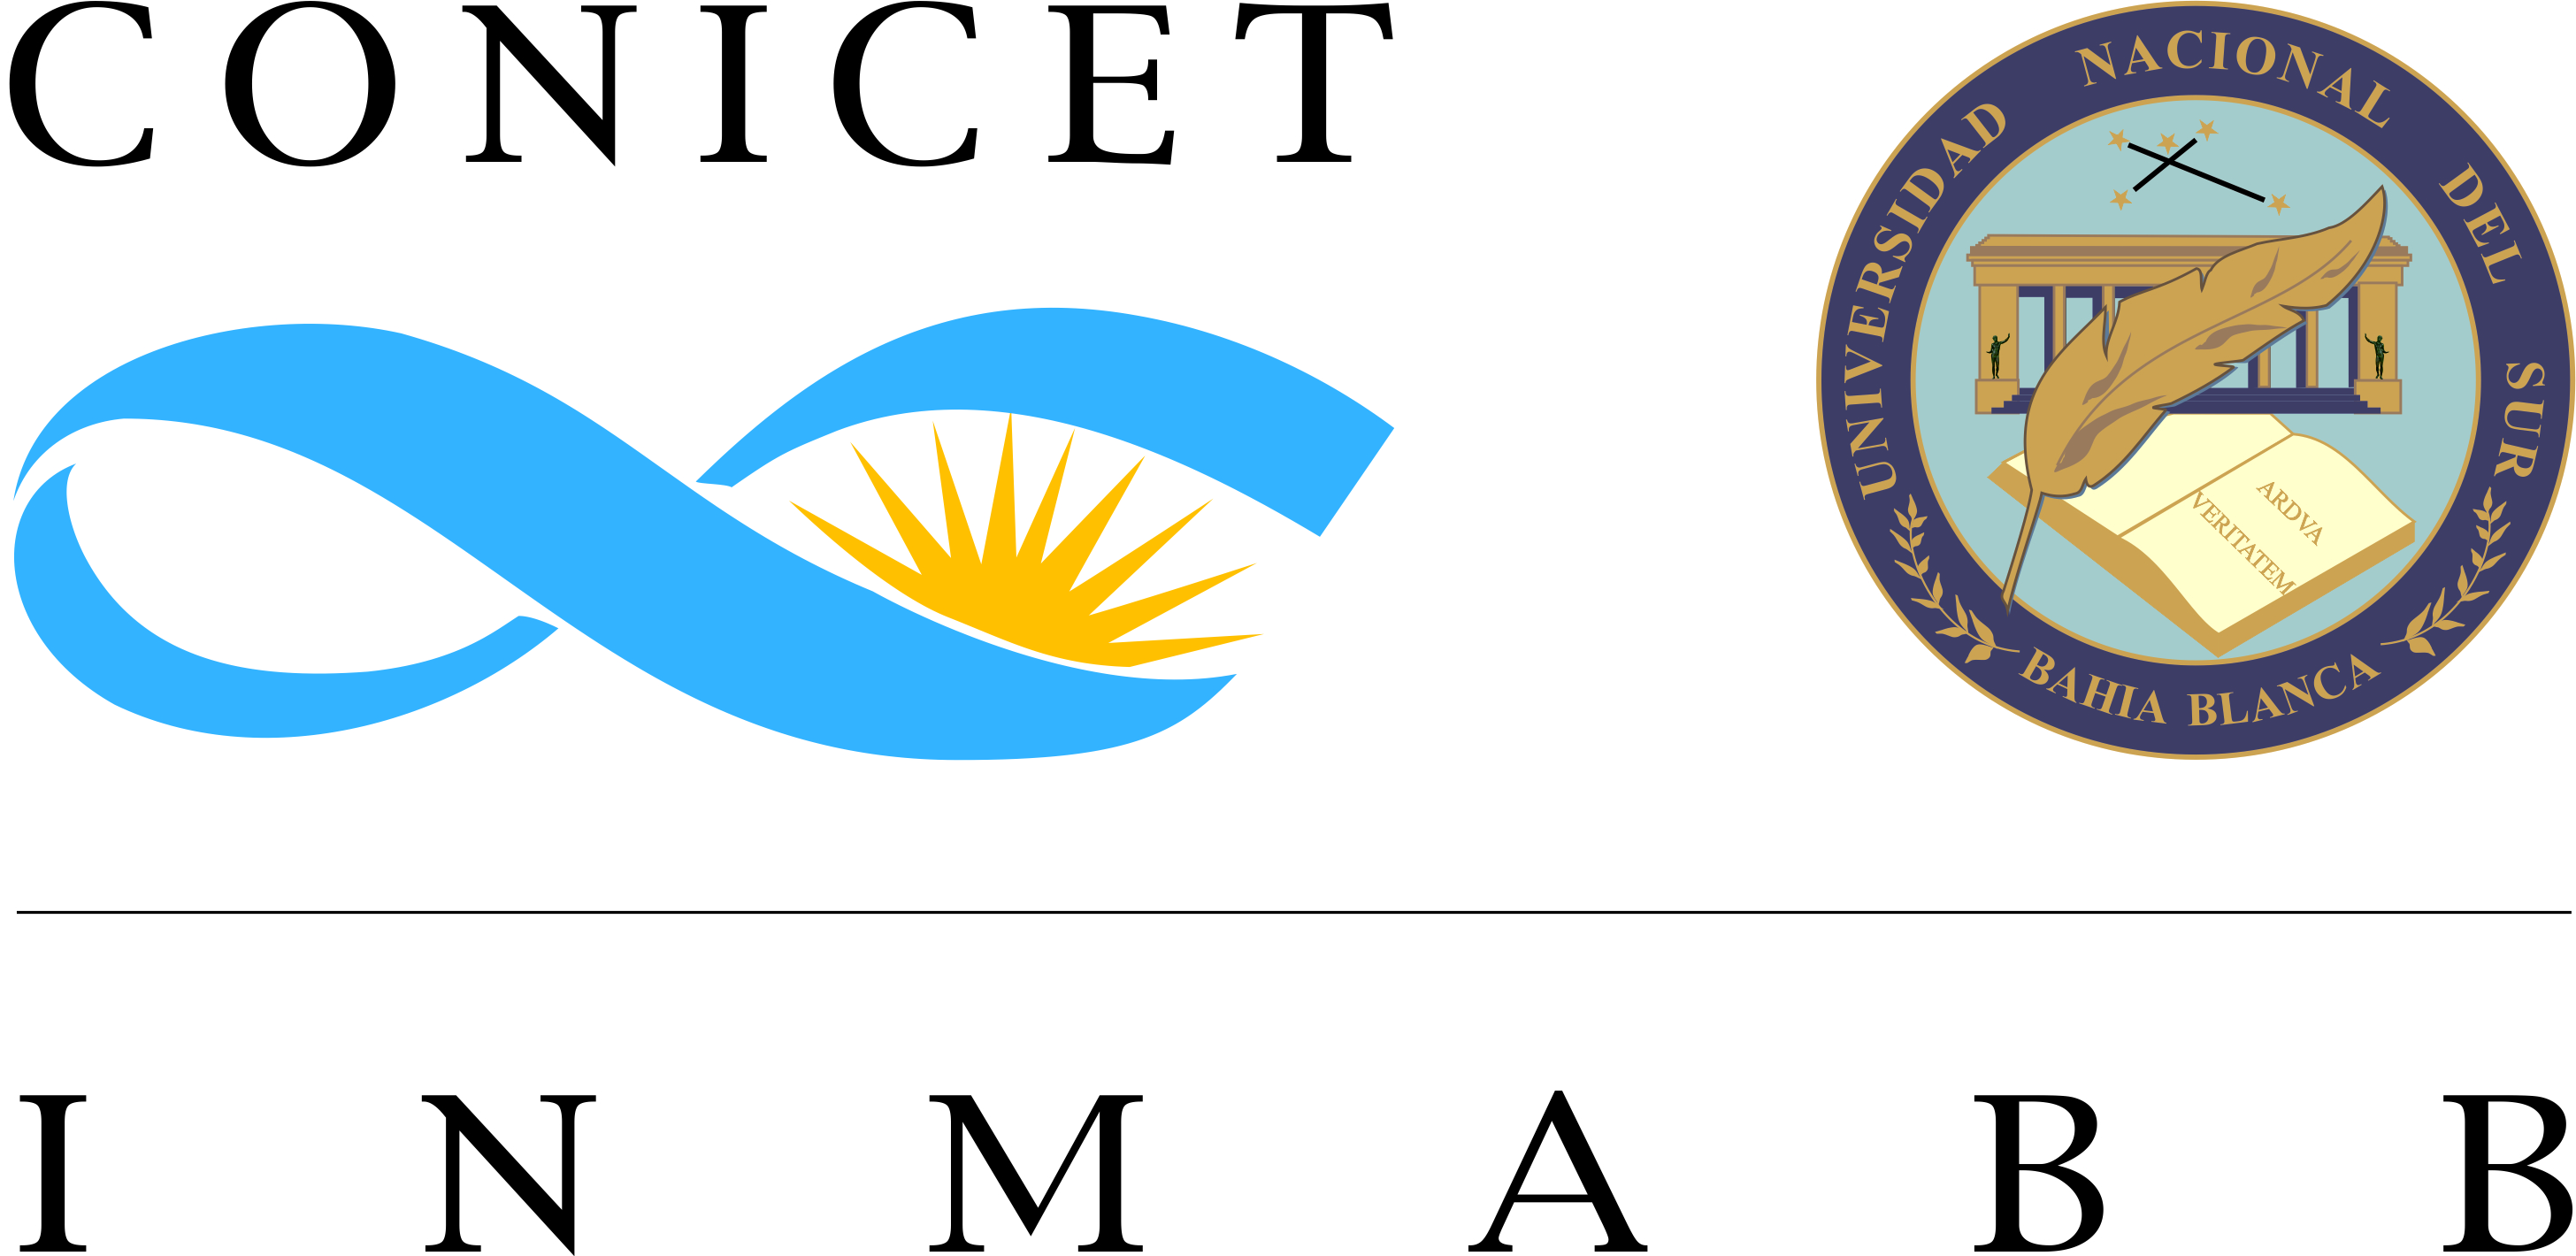 CONICET
UNIVERSIDAD NACIONAL DEL SUR
ARDVA
VERITATEM
BAHIA BLANCA
INMABB